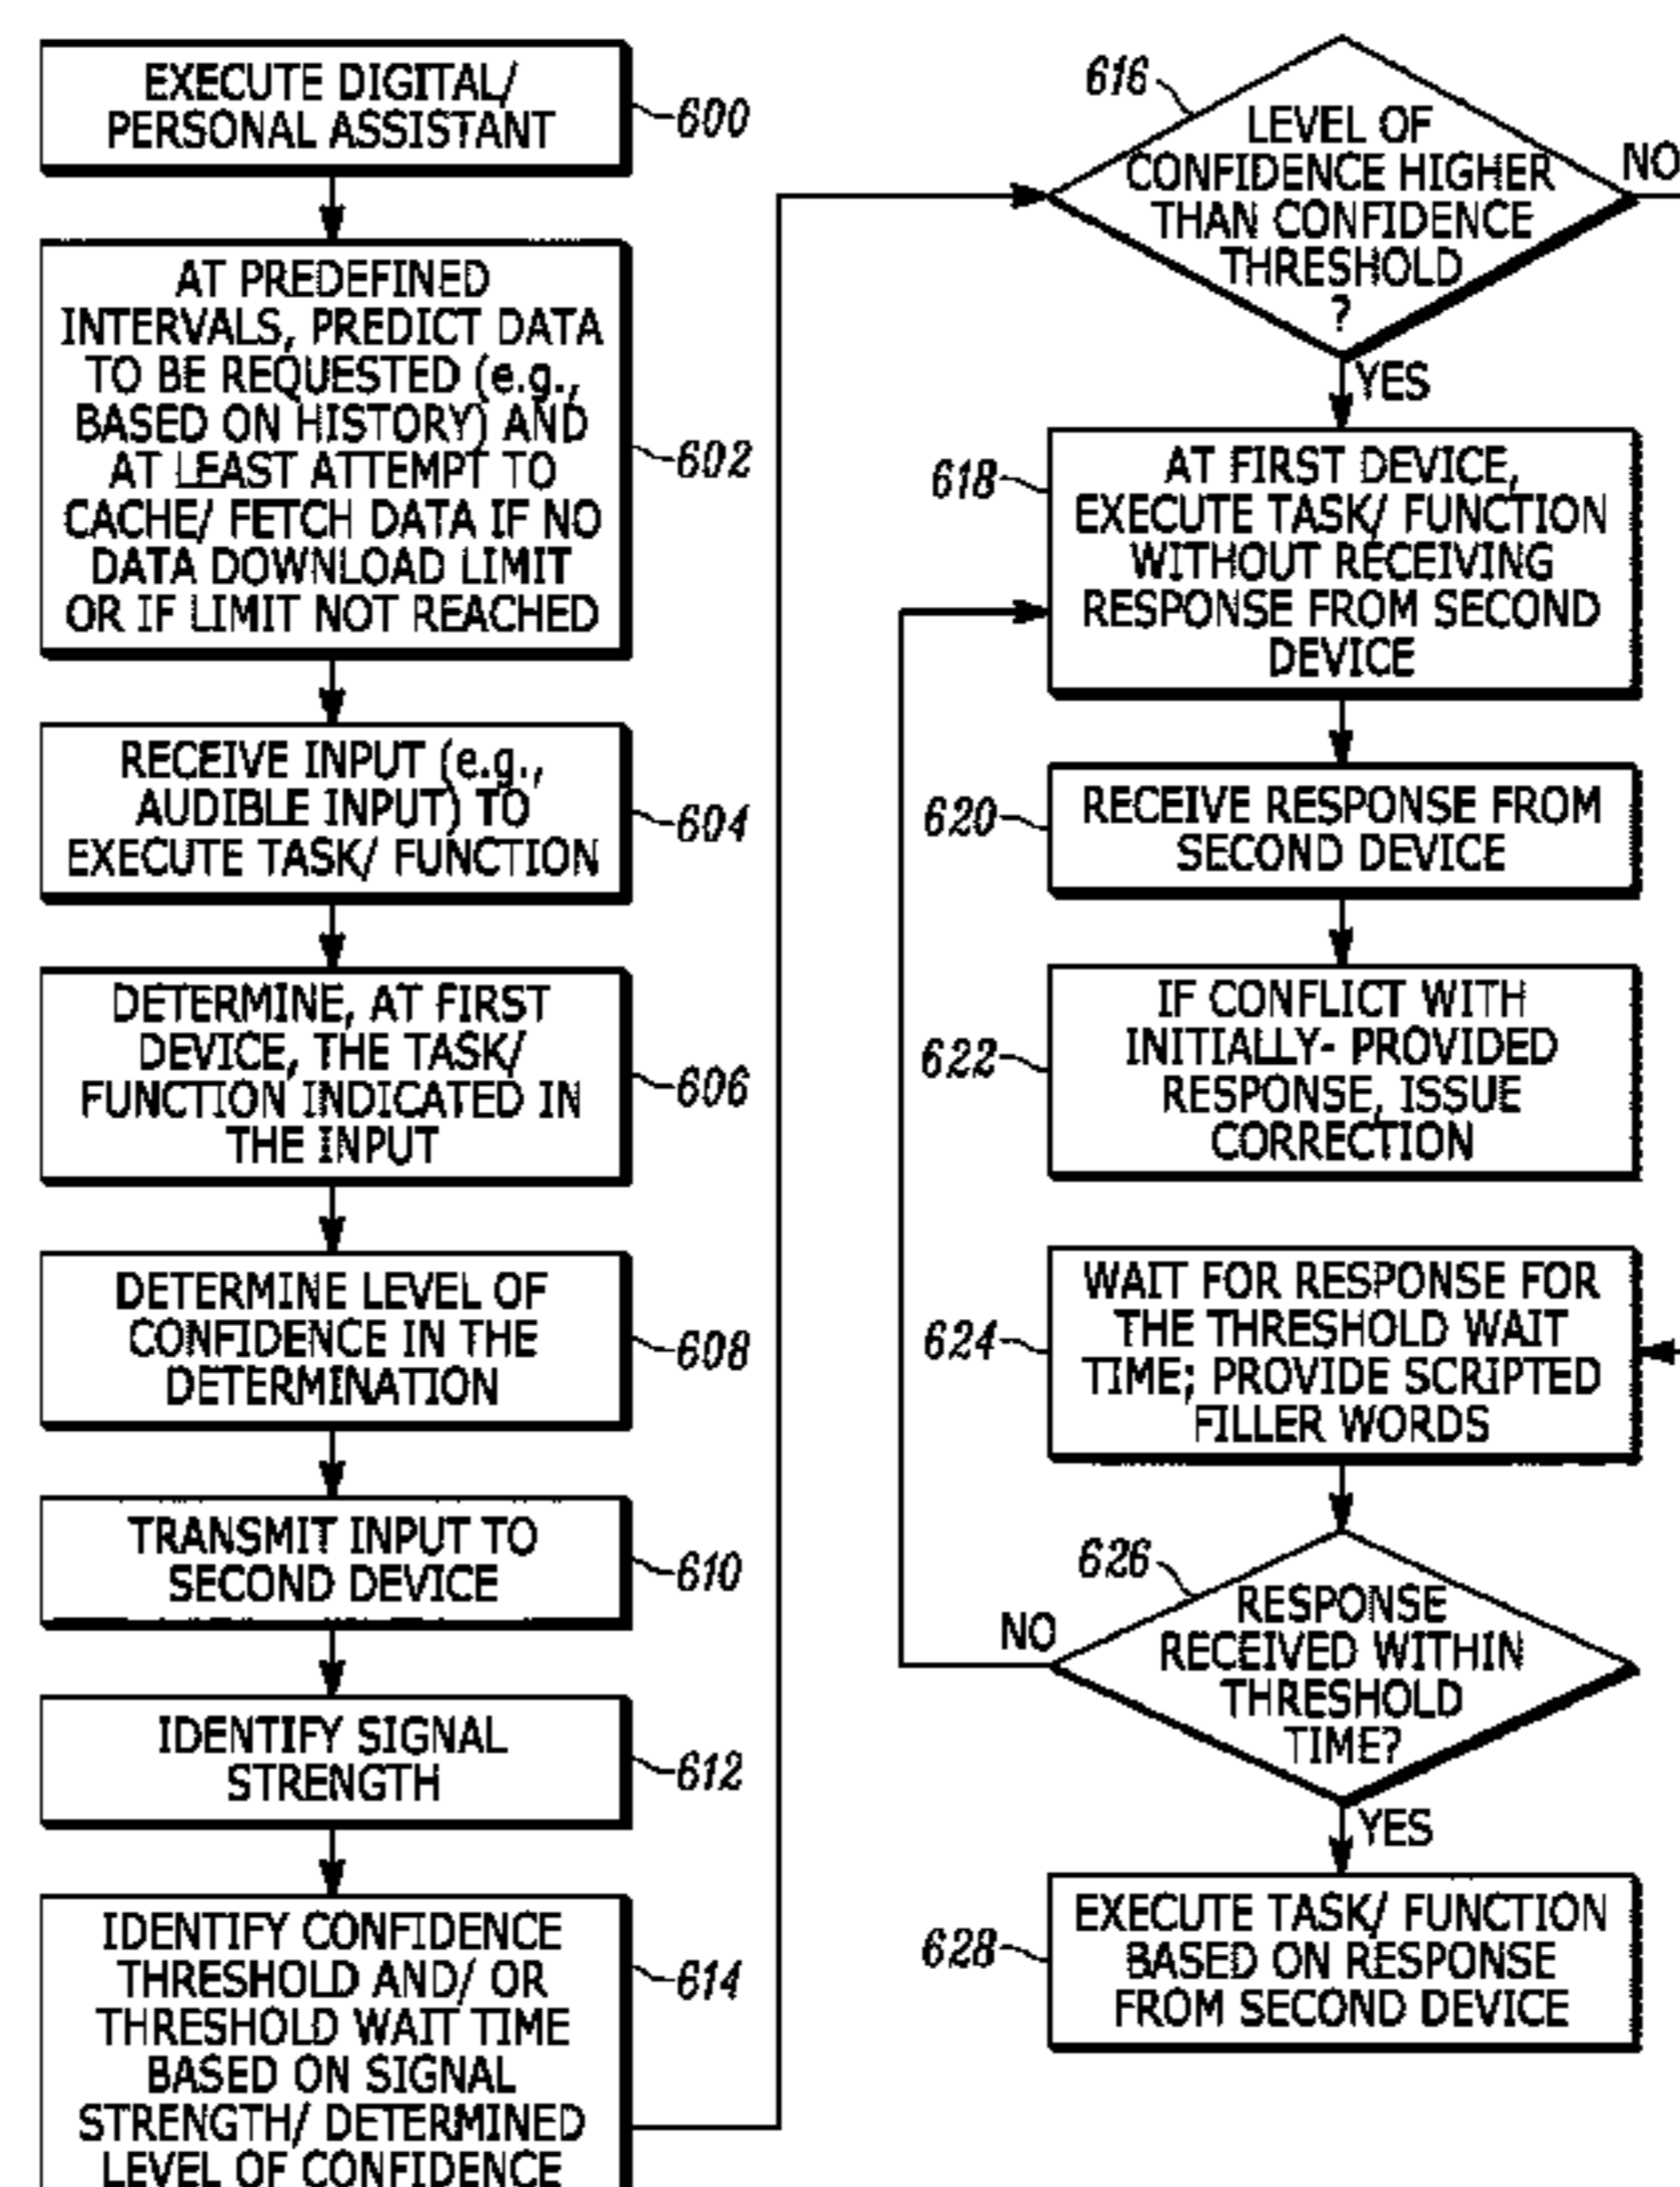 EXECUTE DIGITAL/
PERSONAL ASSISTANT
600
AT PREDEFINED
INTERVALS, PREDICT DATA
TO BE REQUESTED (e.g.,
BASED ON HISTORY) AND
AT LEAST ATTEMPT TO
CACHE/ FETCH DATA IF NO
DATA DOWNLOAD LIMIT
OR IF LIMIT NOT REACHED
602
RECEIVE INPUT (e.g.,
AUDIBLE INPUT) TO
EXECUTE TASK/ FUNCTION
604
DETERMINE, AT FIRST
DEVICE, THE TASK/
FUNCTION INDICATED IN
THE INPUT
606
DETERMINE LEVEL OF
CONFIDENCE IN THE
DETERMINATION
608
TRANSMIT INPUT TO
SECOND DEVICE
610
IDENTIFY SIGNAL
STRENGTH
612
IDENTIFY CONFIDENCE
THRESHOLD AND/ OR
THRESHOLD WAIT TIME
BASED ON SIGNAL
STRENGTH/ DETERMINED
LEVEL OF CONFIDENCE
614
616
LEVEL OF
CONFIDENCE HIGHER
THAN CONFIDENCE
THRESHOLD
?
NO
YES
618
AT FIRST DEVICE,
EXECUTE TASK/ FUNCTION
WITHOUT RECEIVING
RESPONSE FROM SECOND
DEVICE
620
RECEIVE RESPONSE FROM
SECOND DEVICE
622
IF CONFLICT WITH
INITIALLY- PROVIDED
RESPONSE, ISSUE
CORRECTION
624
WAIT FOR RESPONSE FOR
THE THRESHOLD WAIT
TIME; PROVIDE SCRIPTED
FILLER WORDS
626
RESPONSE
RECEIVED WITHIN
THRESHOLD
TIME?
NO
YES
628
EXECUTE TASK/ FUNCTION
BASED ON RESPONSE
FROM SECOND DEVICE